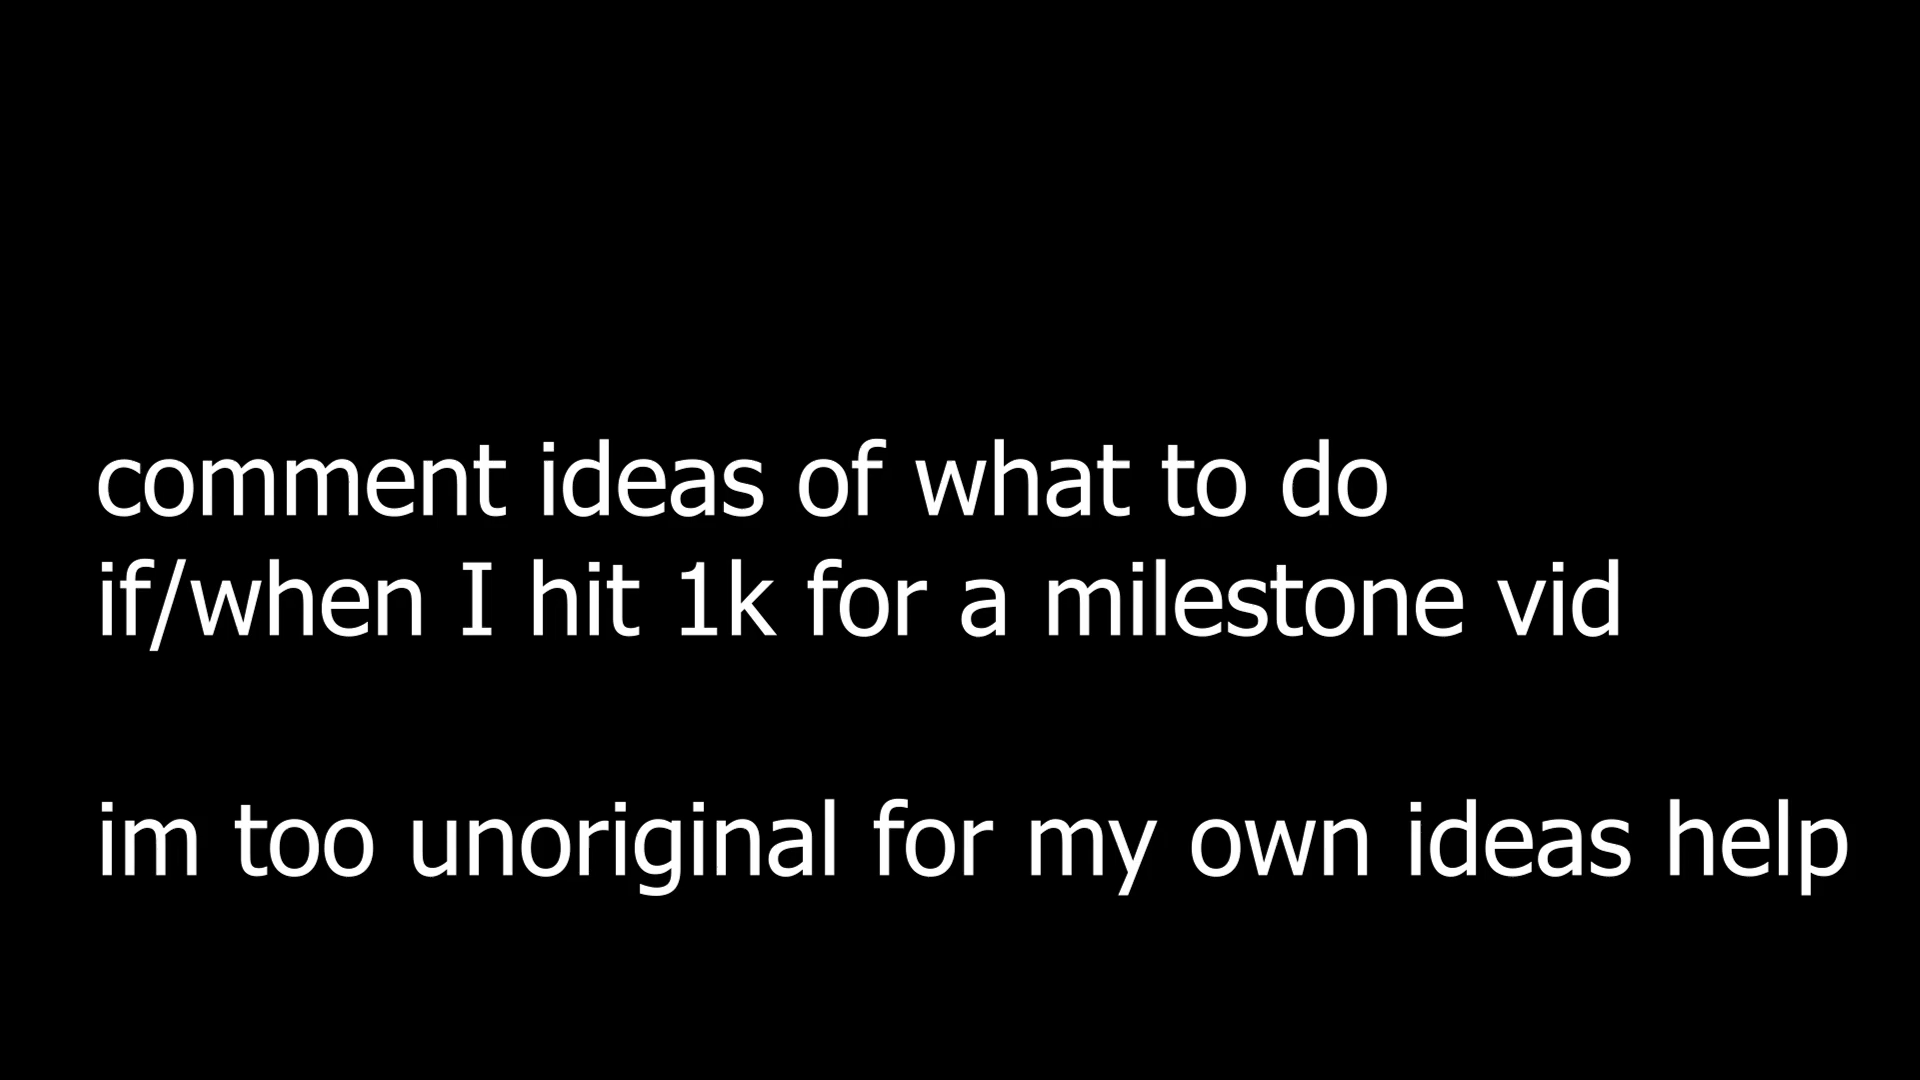 comment ideas of what to do
if/when I hit 1k for a milestone vid
im too unoriginal for my own ideas help